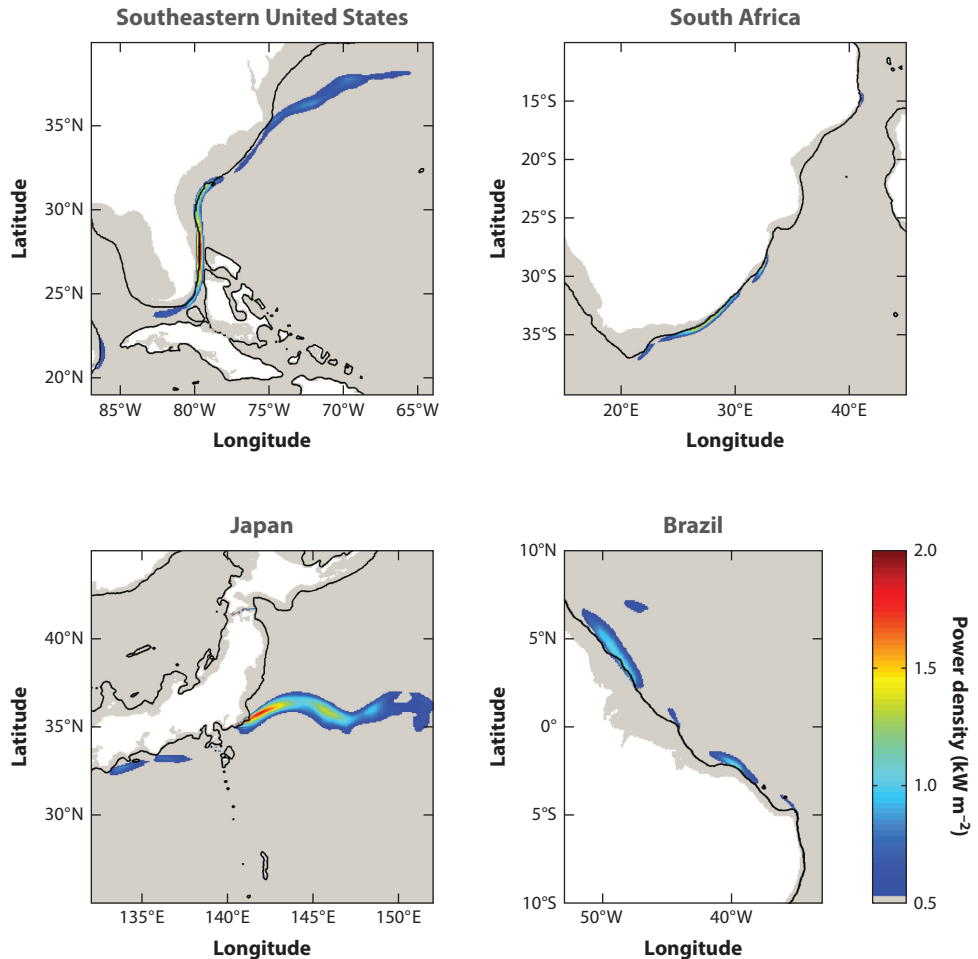 Southeastern United States
South Africa
Latitude
35°N
30°N
25°N
20°N
85°W 80°W 75°W 70°W 65°W
Longitude
Latitude
15°S
20°S
25°S
30°S
35°S
20°E 30°E 40°E
Longitude
Japan
Brazil
Latitude
40°N
35°N
30°N
135°E 140°E 145°E 150°E
Longitude
Latitude
10°N
5°N
0°
5°S
10°S
50°W 40°W
Longitude
2.0
1.5
1.0
0.5
Power density (kW m⁻²)